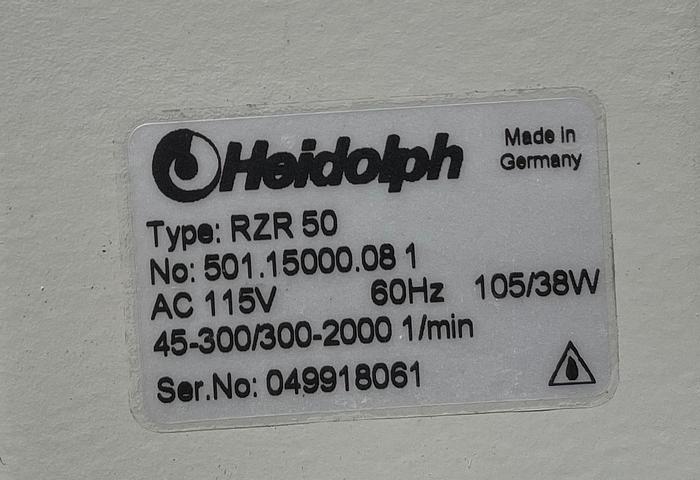 Heidolph
Made in
Germany
Type: RZR 50
No: 501.15000.08 1
AC 115V 60Hz 105/38W
45-300/300-2000 1/min
Ser.No: 049918061